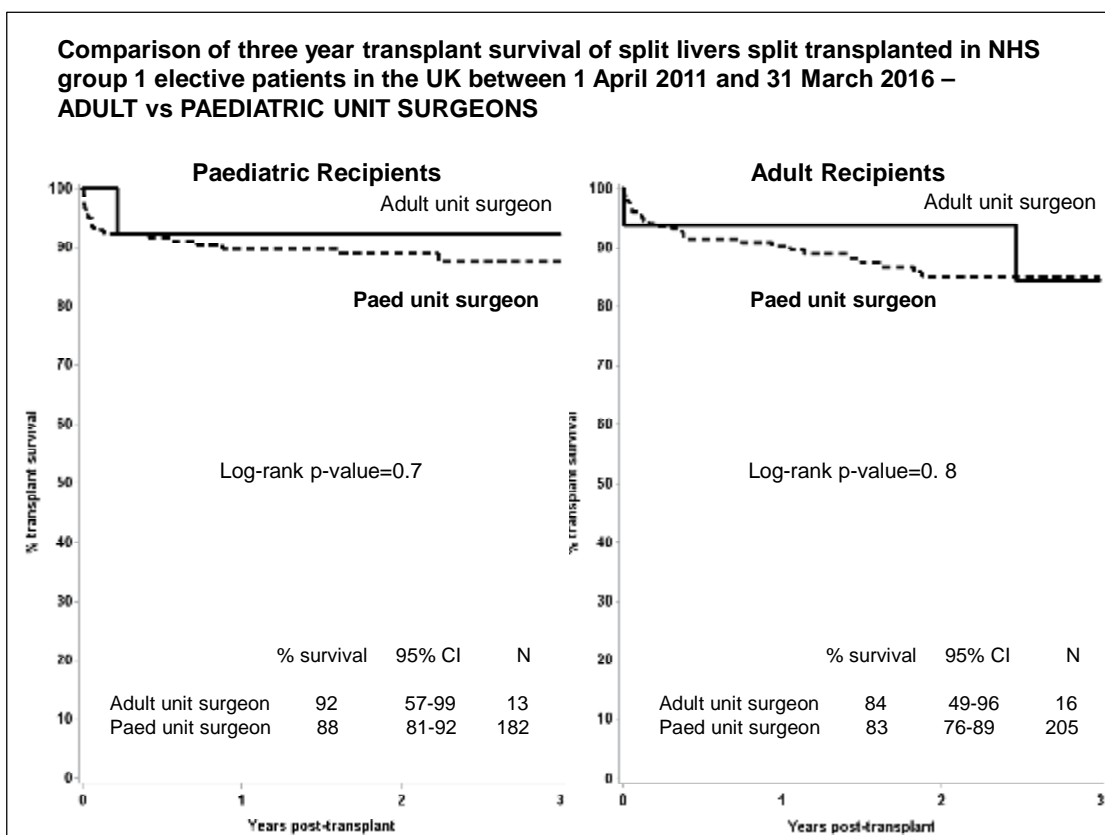 Comparison of three year transplant survival of split livers split transplanted in NHS
group 1 elective patients in the UK between 1 April 2011 and 31 March 2016 –
ADULT vs PAEDIATRIC UNIT SURGEONS
Paediatric Recipients
% transplant survival
100
90
80
70
60
50
40
30
20
10
0
Adult unit surgeon
Paed unit surgeon
Log-rank p-value=0.7
% survival 95% CI N
Adult unit surgeon 92 57-99 13
Paed unit surgeon 88 81-92 182
0 1 2 3
Years post-transplant
Adult Recipients
% transplant survival
100
90
80
70
60
50
40
30
20
10
0
Adult unit surgeon
Paed unit surgeon
Log-rank p-value=0. 8
% survival 95% CI N
Adult unit surgeon 84 49-96 16
Paed unit surgeon 83 76-89 205
0 1 2 3
Years post-transplant